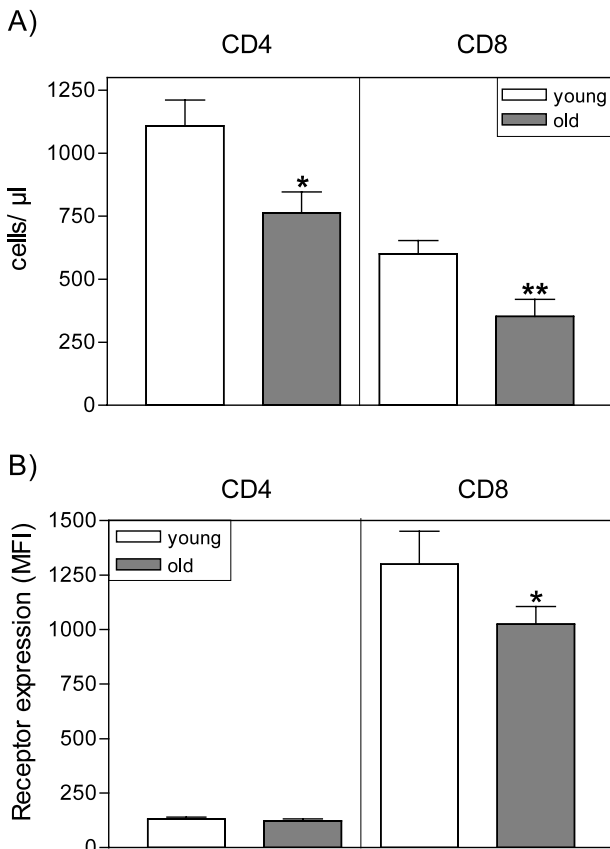 A)
CD4 CD8
1250
1000
750
500
250
0
cells/ µl
young
old
*
**
B)
CD4 CD8
1500
1250
1000
750
500
250
0
Receptor expression (MFI)
young
old
*